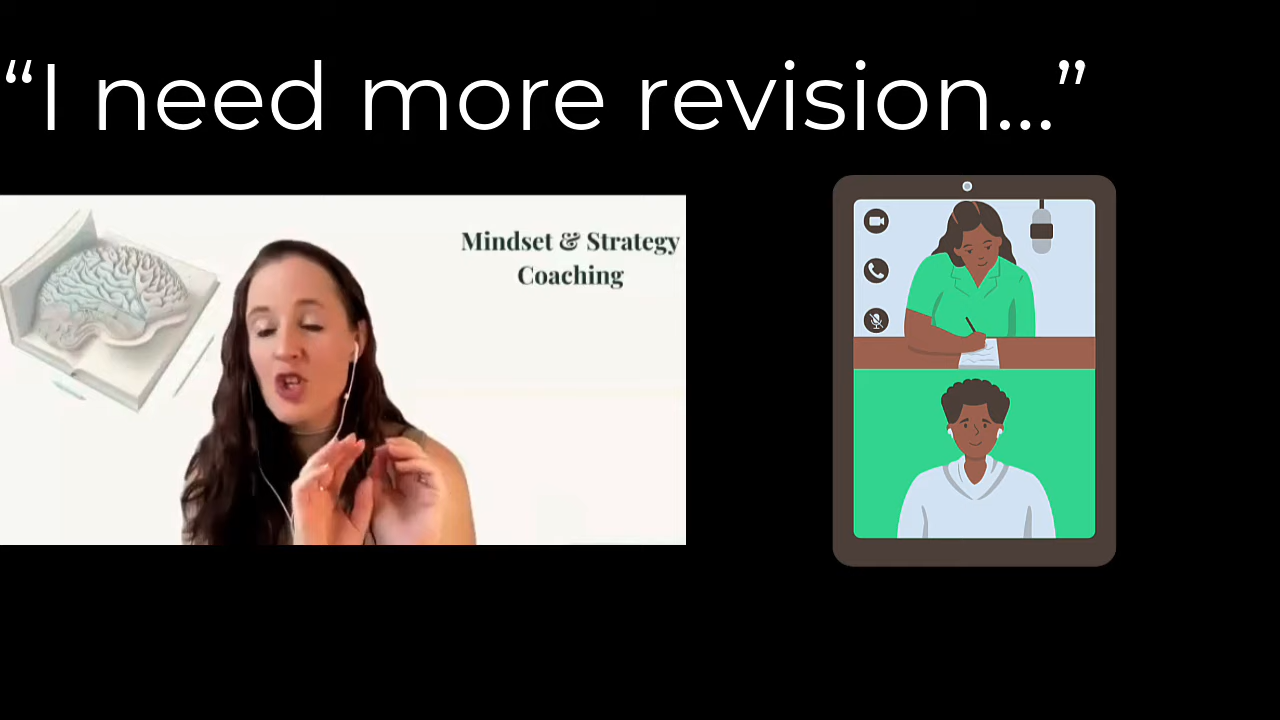 “I need more revision...”
Mindset & Strategy
Coaching